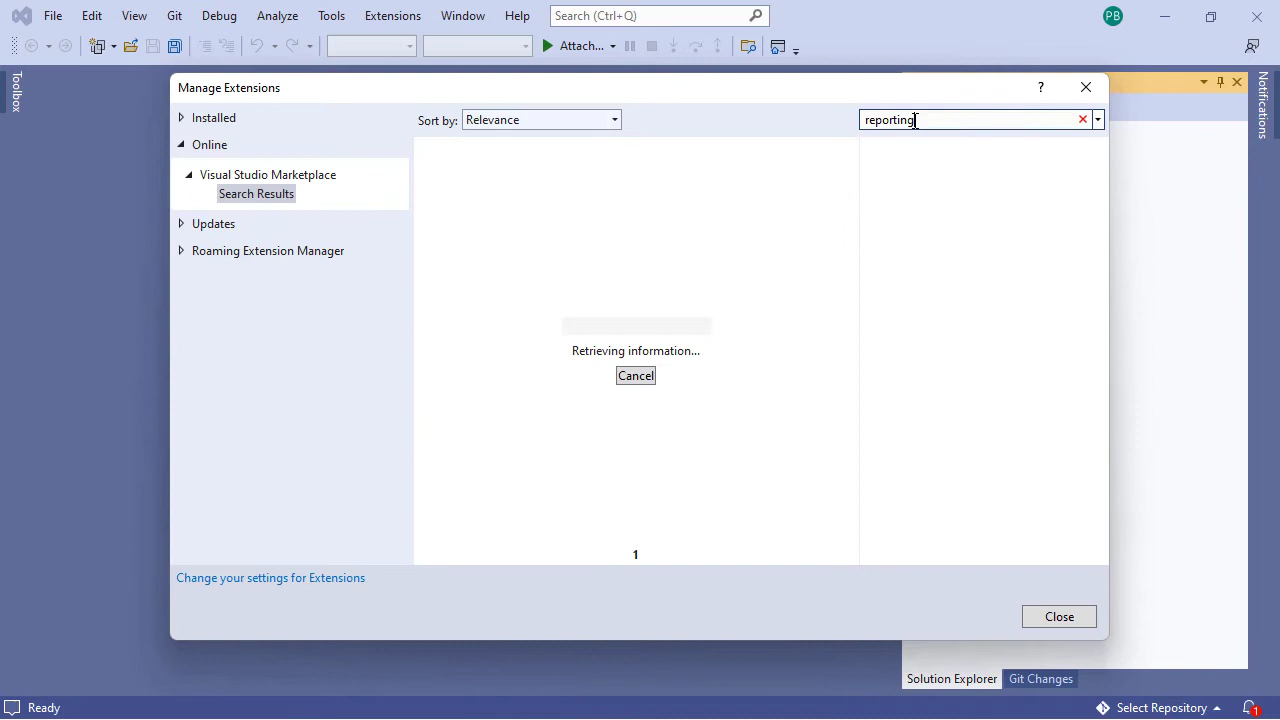 File Edit View Git Debug Analyze Tools Extensions Window Help Search (Ctrl+Q) PB
Attach...
Toolbox
Manage Extensions ?
Notifications
Installed
Sort by: Relevance
reporting
Online
Visual Studio Marketplace
Search Results
Updates
Roaming Extension Manager
Retrieving information...
Cancel
1
Change your settings for Extensions
Close
Solution Explorer Git Changes
Ready
Select Repository
1